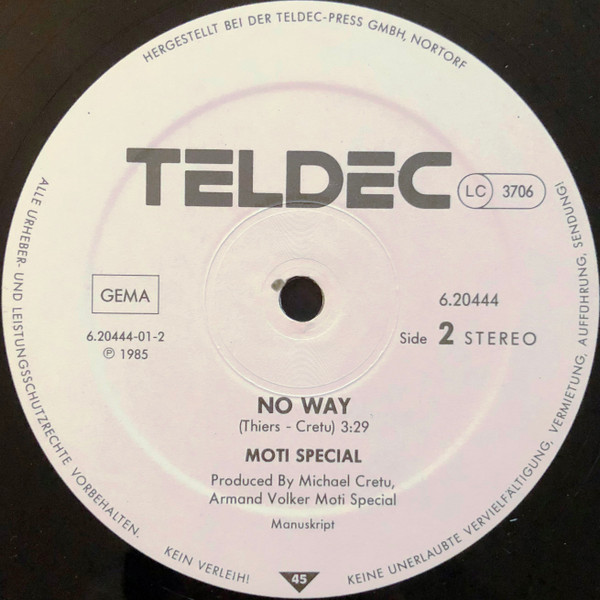 HERGESTELLT BEI DER TELDEC-PRESS GMBH, NORTORF
TELDEC
LC 3706
GEMA
6.20444-01-2
℗ 1985
6.20444
Side 2 STEREO
NO WAY
(Thiers - Cretu) 3:29
MOTI SPECIAL
Produced By Michael Cretu,
Armand Volker Moti Special
Manuskript
45
ALLE URHEBER- UND LEISTUNGSSCHUTZRECHTE VORBEHALTEN.
KEIN VERLEIH!
KEINE UNERLAUBTE VERVIELFÄLTIGUNG, VERMIETUNG, AUFFÜHRUNG, SENDUNG!